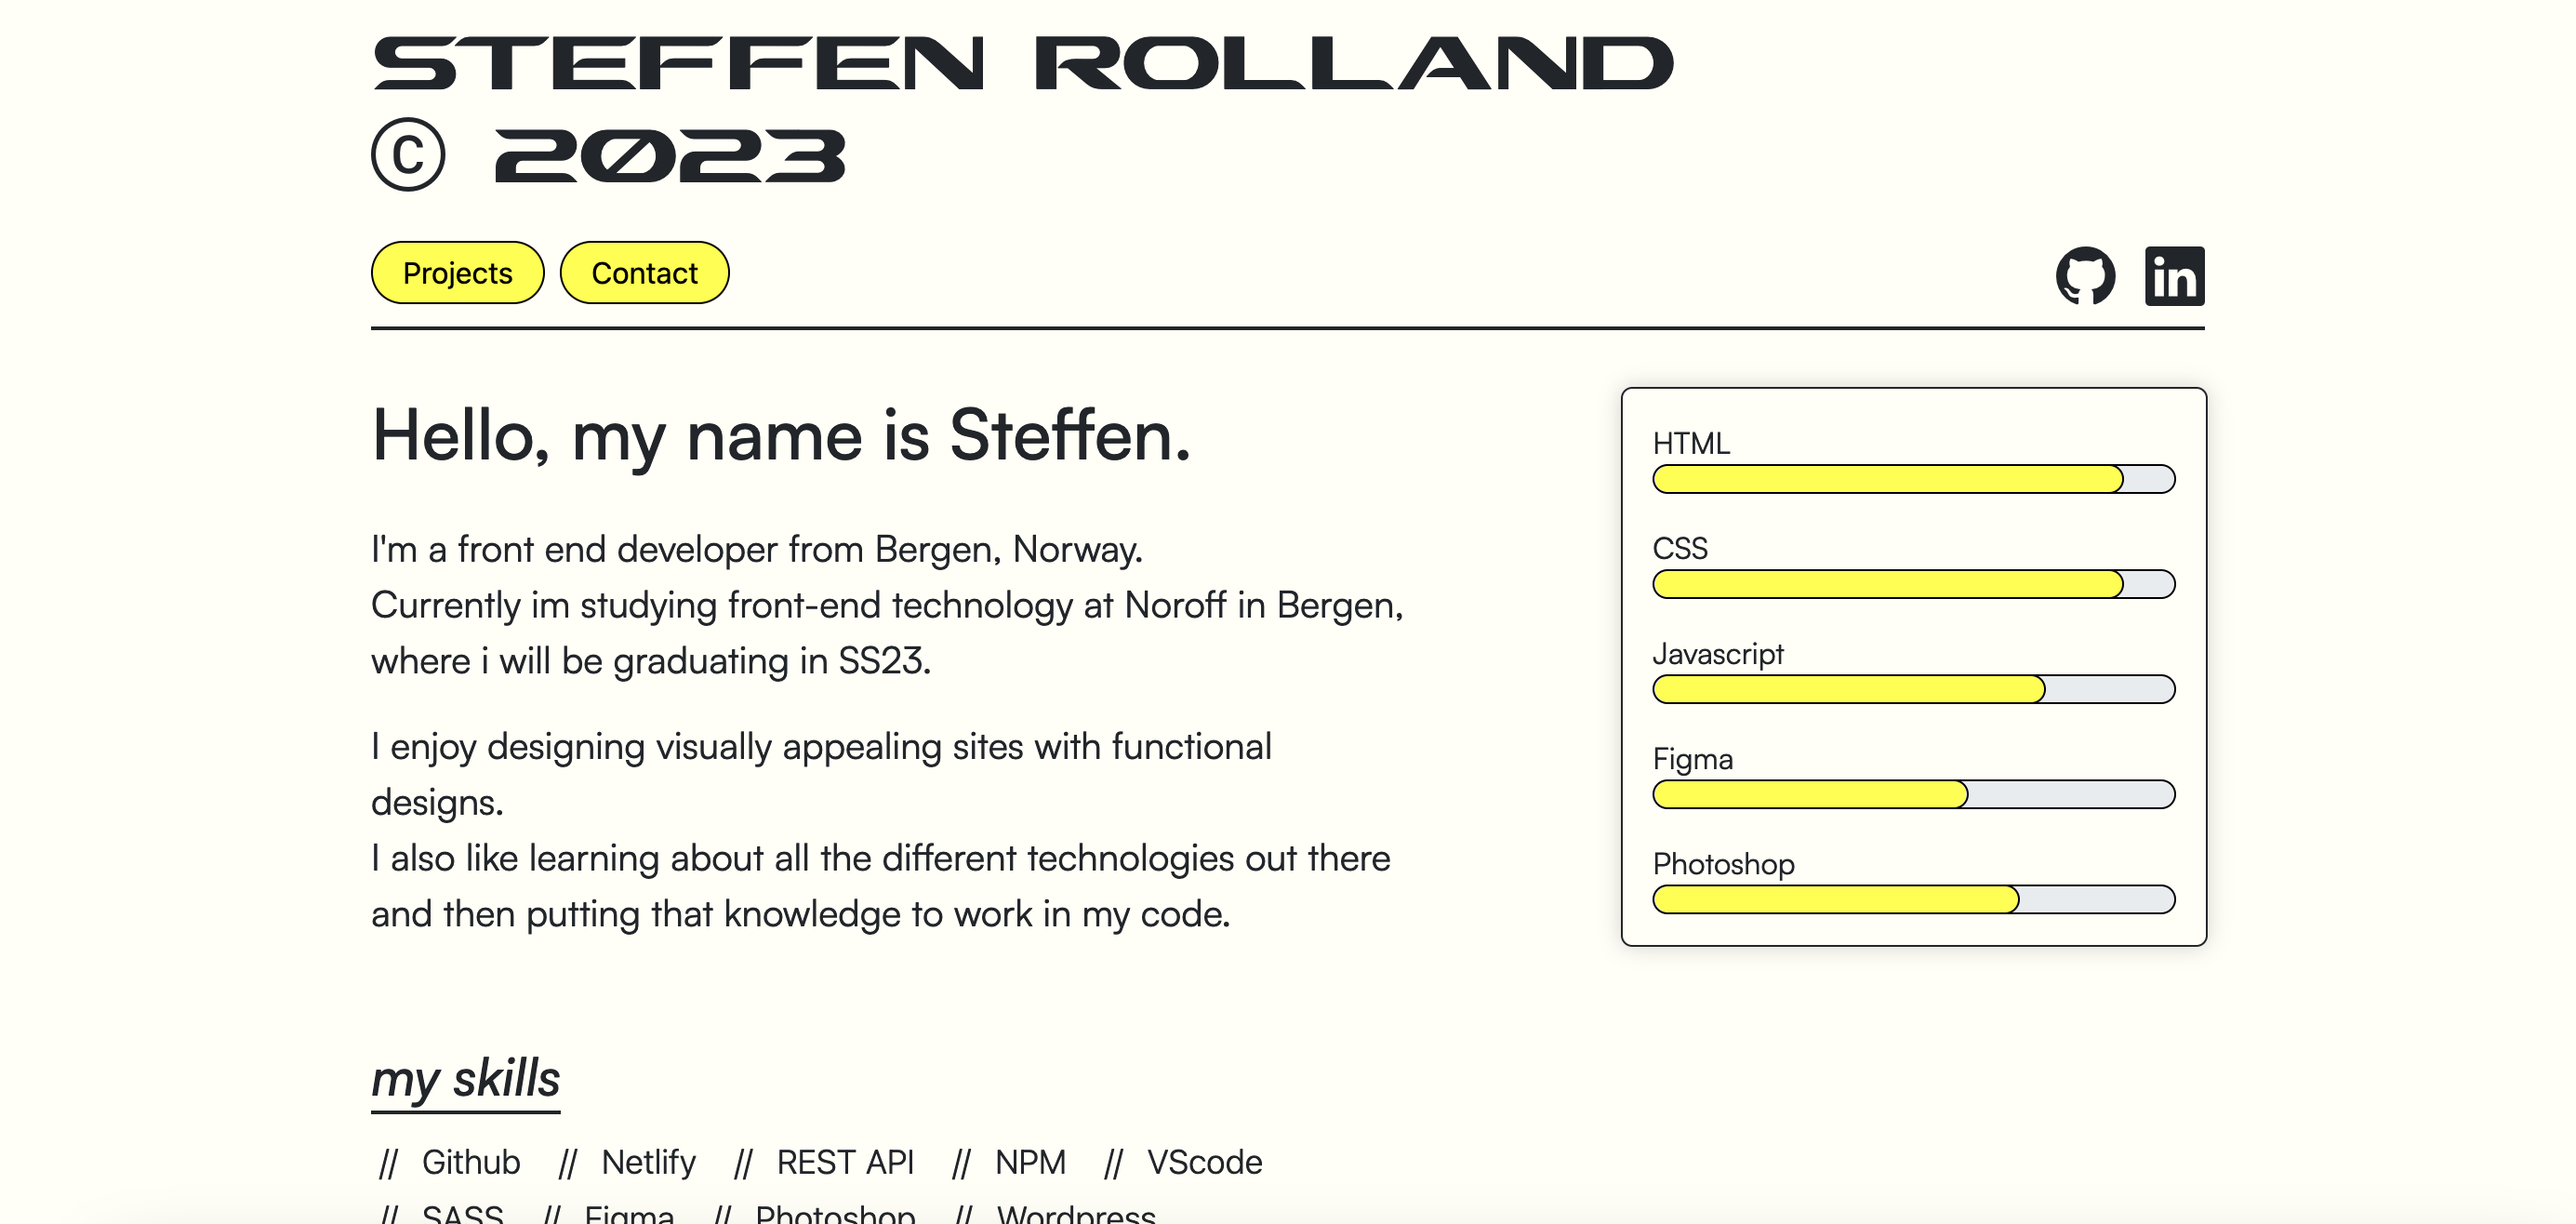 STEFFEN ROLLAND
© 2023
Projects
Contact
in
Hello, my name is Steffen.
I'm a front end developer from Bergen, Norway.
Currently im studying front-end technology at Noroff in Bergen,
where i will be graduating in SS23.
I enjoy designing visually appealing sites with functional
designs.
I also like learning about all the different technologies out there
and then putting that knowledge to work in my code.
HTML
CSS
Javascript
Figma
Photoshop
my skills
// Github // Netlify // REST API // NPM // VScode
// SASS // Figma // Photoshop // Wordpress